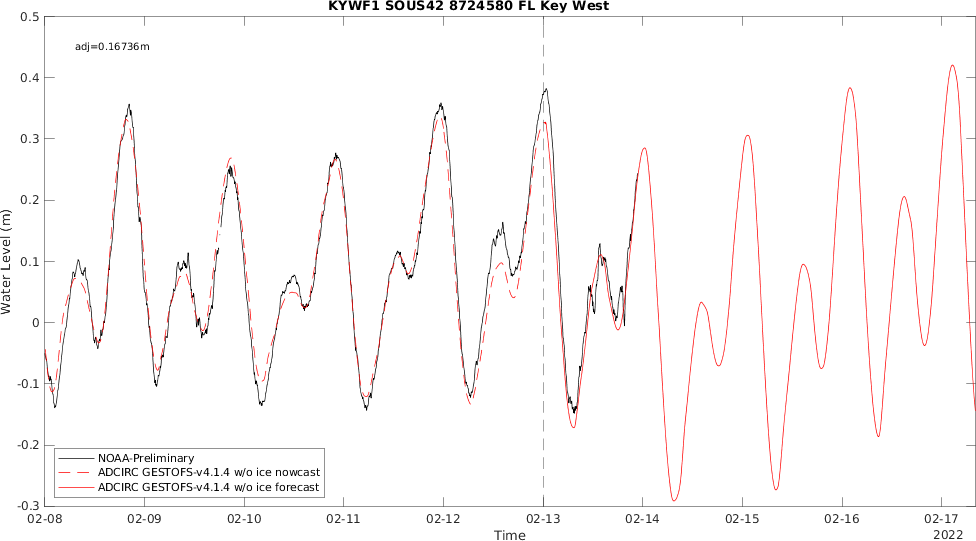 KYWF1 SOUS42 8724580 FL Key West
adj=0.16736m
0.5
0.4
0.3
0.2
0.1
0
-0.1
-0.2
-0.3
Water Level (m)
NOAA-Preliminary
ADCIRC GESTOFS-v4.1.4 w/o ice nowcast
ADCIRC GESTOFS-v4.1.4 w/o ice forecast
02-08 02-09 02-10 02-11 02-12 02-13 02-14 02-15 02-16 02-17
Time
2022